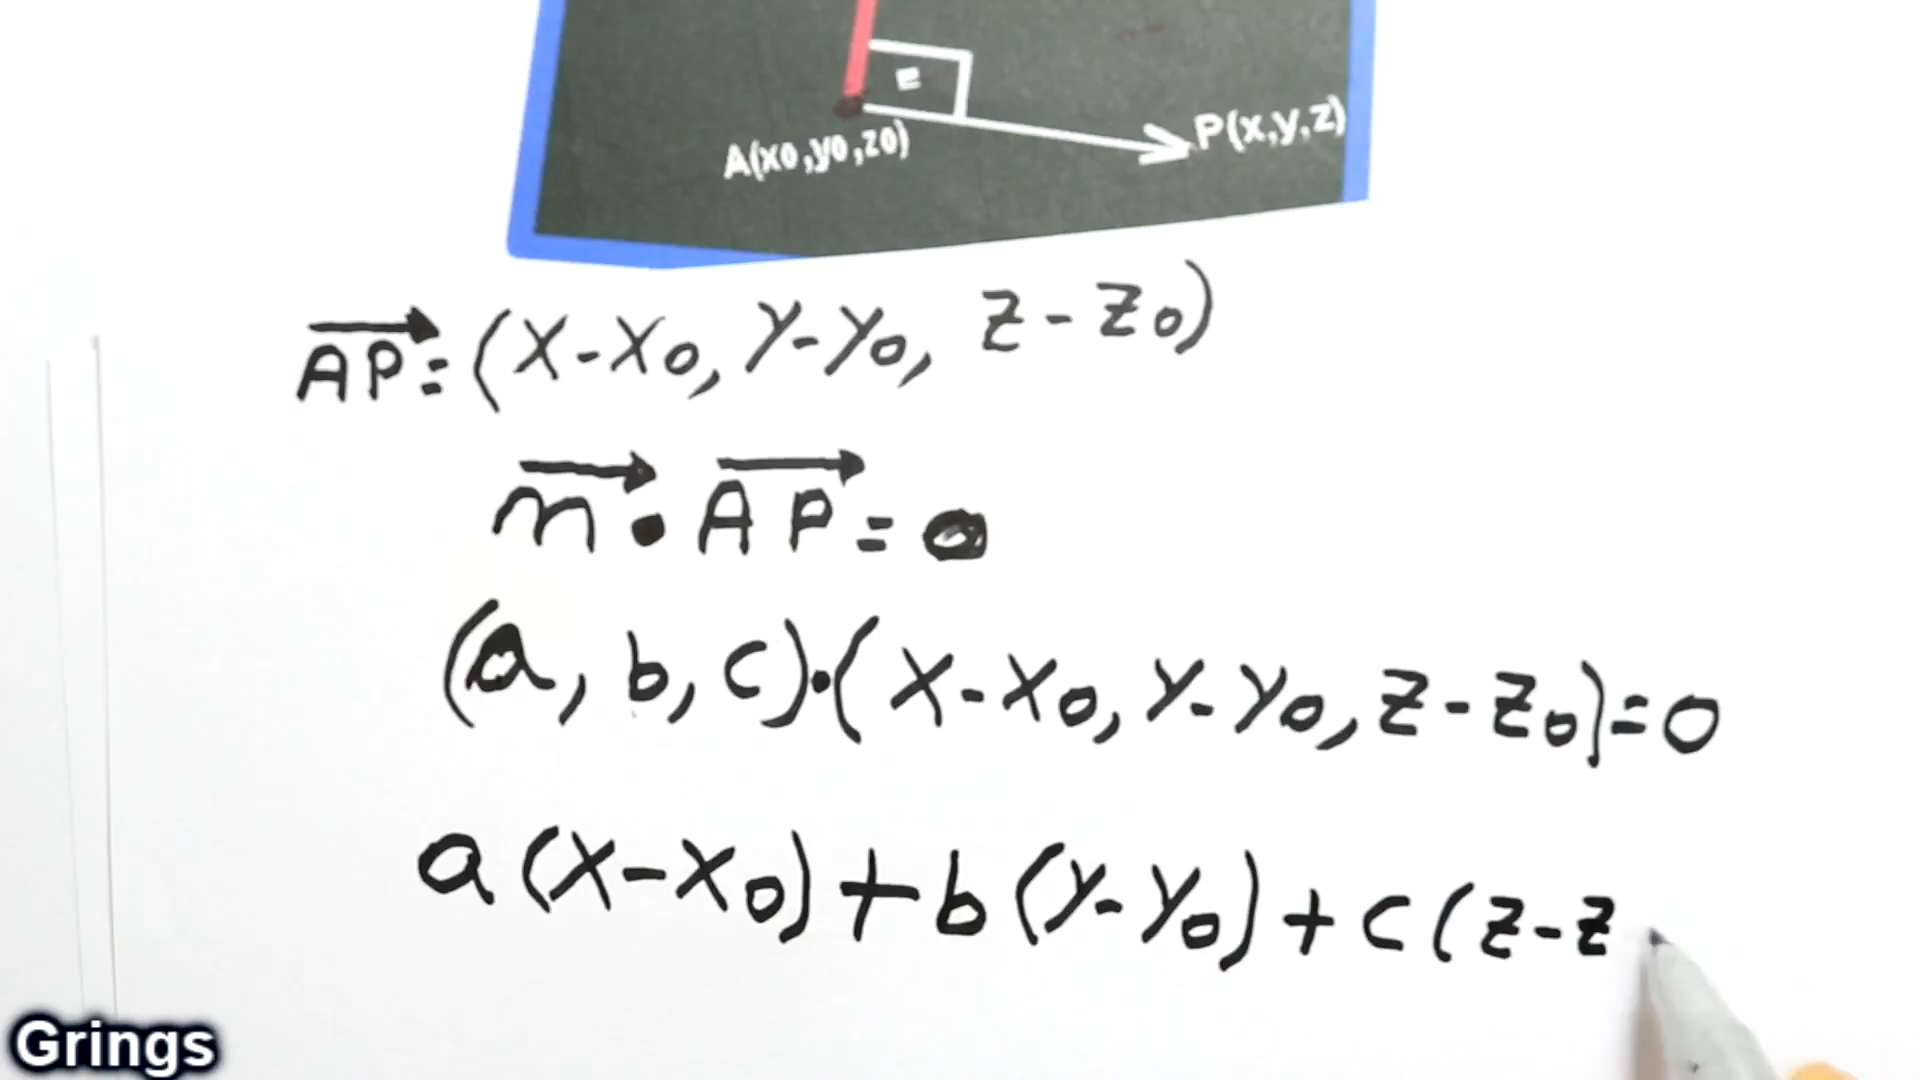 A(x0,y0,z0)
P(x,y,z)
AP=(X-X0,Y-Y0, Z-Z0)
n·AP=0
(a,b,c)·(X-X0,Y-Y0,Z-Z0)=0
a(X-X0)+b(Y-Y0)+c(Z-Z
Grings